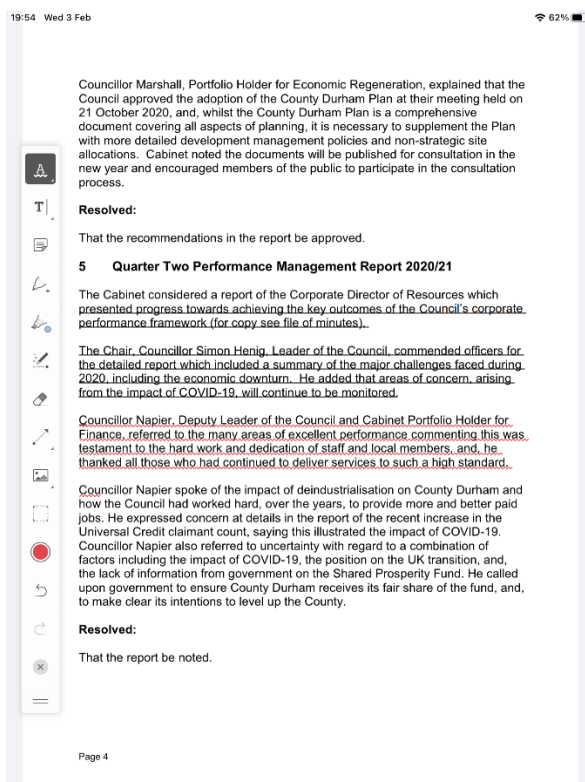 19:54 Wed 3 Feb
62%
Councillor Marshall, Portfolio Holder for Economic Regeneration, explained that the
Council approved the adoption of the County Durham Plan at their meeting held on
21 October 2020, and, whilst the County Durham Plan is a comprehensive
document covering all aspects of planning, it is necessary to supplement the Plan
with more detailed development management policies and non-strategic site
allocations. Cabinet noted the documents will be published for consultation in the
new year and encouraged members of the public to participate in the consultation
process.
Resolved:
That the recommendations in the report be approved.
5 Quarter Two Performance Management Report 2020/21
The Cabinet considered a report of the Corporate Director of Resources which
presented progress towards achieving the key outcomes of the Council's corporate
performance framework (for copy see file of minutes).
The Chair, Councillor Simon Henig, Leader of the Council, commended officers for
the detailed report which included a summary of the major challenges faced during
2020, including the economic downturn. He added that areas of concern, arising
from the impact of COVID-19, will continue to be monitored.
Councillor Napier, Deputy Leader of the Council and Cabinet Portfolio Holder for
Finance, referred to the many areas of excellent performance commenting this was
testament to the hard work and dedication of staff and local members, and, he
thanked all those who had continued to deliver services to such a high standard.
Councillor Napier spoke of the impact of deindustrialisation on County Durham and
how the Council had worked hard, over the years, to provide more and better paid
jobs. He expressed concern at details in the report of the recent increase in the
Universal Credit claimant count, saying this illustrated the impact of COVID-19.
Councillor Napier also referred to uncertainty with regard to a combination of
factors including the impact of COVID-19, the position on the UK transition, and,
the lack of information from government on the Shared Prosperity Fund. He called
upon government to ensure County Durham receives its fair share of the fund, and,
to make clear its intentions to level up the County.
Resolved:
That the report be noted.
Page 4